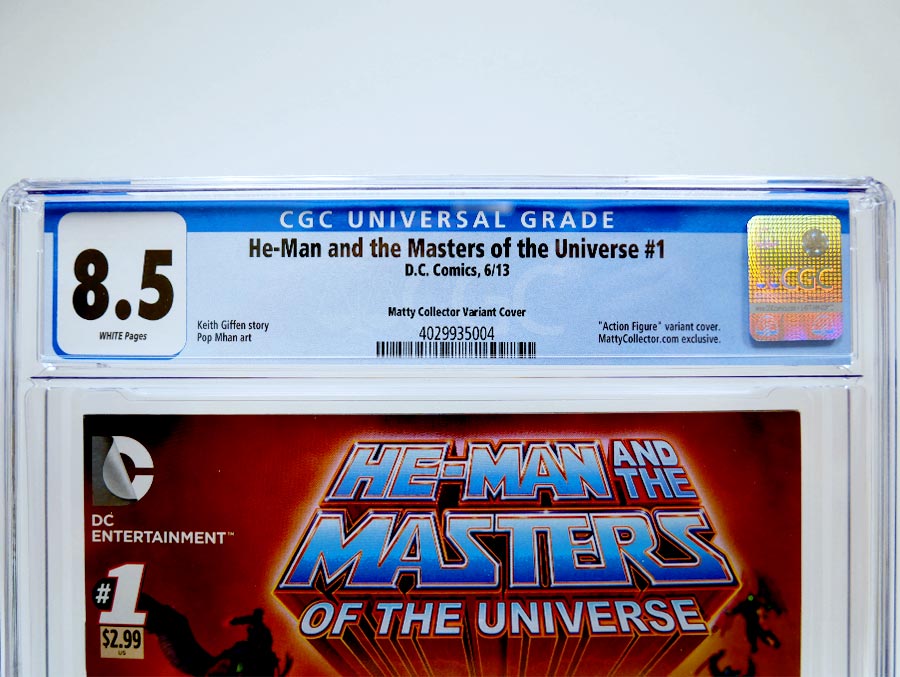 CGC UNIVERSAL GRADE
He-Man and the Masters of the Universe #1
D.C. Comics, 6/13
8.5
WHITE Pages
Matty Collector Variant Cover
4029935004
Keith Giffen story
Pop Mhan art
"Action Figure" variant cover.
MattyCollector.com exclusive.
CGC
CGC
DC
DC
ENTERTAINMENT™
#1
$2.99
US
HE-MAN AND THE
MASTERS
OF THE UNIVERSE